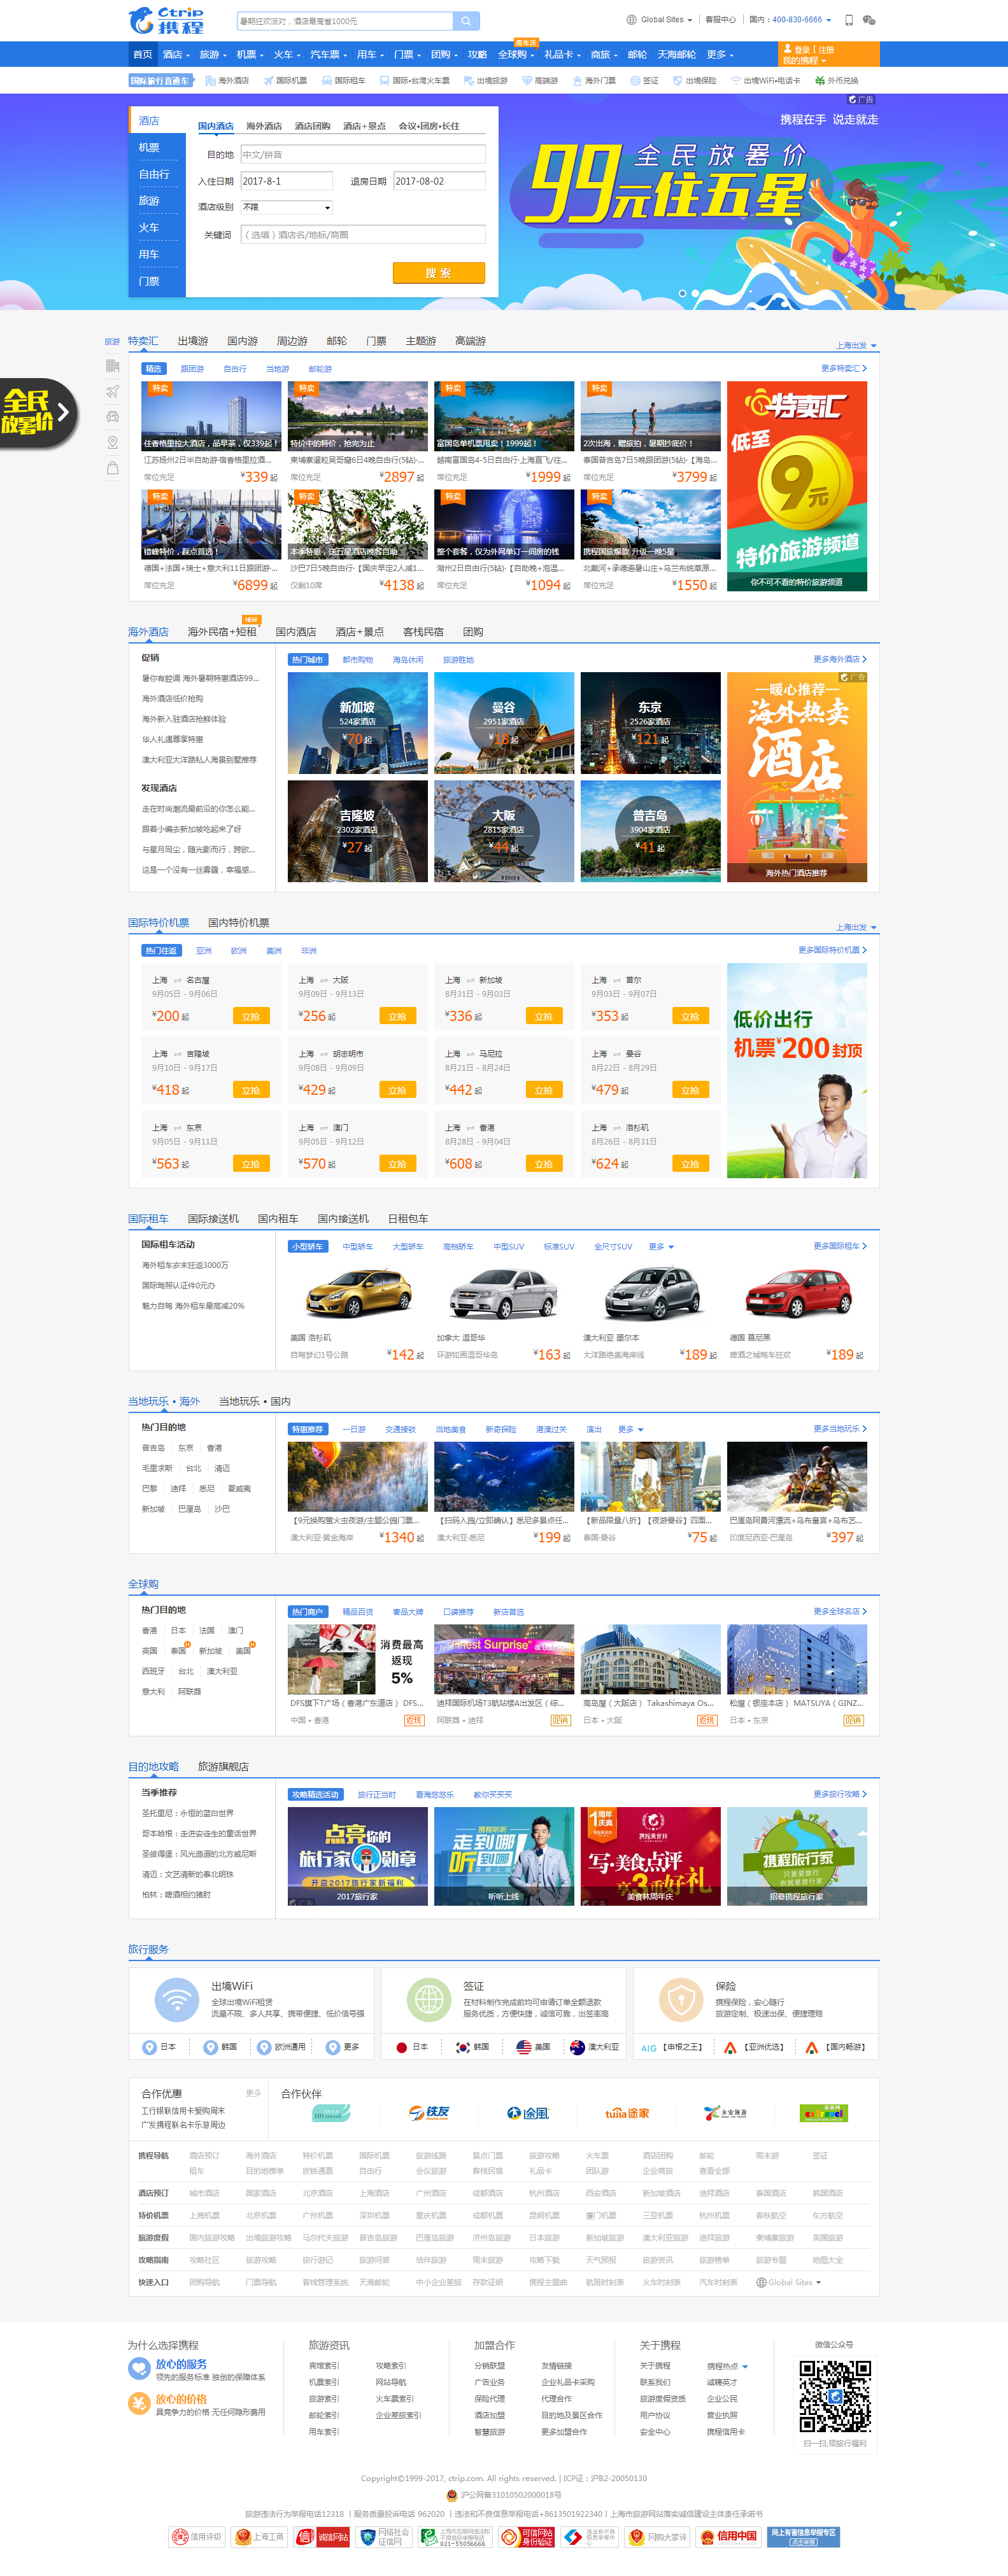 Ctrip 携程
暑期狂欢派对，酒店最高省1000元
Global Sites
客服中心
国内：400-830-6666
首页 酒店 旅游 机票 火车 汽车票 用车 门票 团购 攻略 全球购 礼品卡 商旅 邮轮 天海邮轮 更多
周年庆
登录 | 注册
我的携程
国际旅行直通车 海外酒店 国际机票 国际租车 国际•台湾火车票 出境旅游 高端游 海外门票 签证 出境保险 出境WiFi•电话卡 外币兑换
广告
携程在手 说走就走
全民放暑价
99元住五星
酒店
机票
自由行
旅游
火车
用车
门票
国内酒店 海外酒店 酒店团购 酒店+景点 会议•团房•长住
目的地 中文/拼音
入住日期 2017-8-1 退房日期 2017-08-02
酒店级别 不限
关键词 （选填）酒店名/地标/商圈
搜索
全民放暑价
旅游
特卖汇 出境游 国内游 周边游 邮轮 门票 主题游 高端游
上海出发
精选 跟团游 自由行 当地游 邮轮游
更多特卖汇
特卖 特卖 特卖 特卖
住香格里拉大酒店，品早茶，仅339起！
特价中的特价，抢完为止
富国岛单机票甩卖！1999起！
2次出海，赠旅拍，暑期抄底价！
江苏扬州2日半自助游·宿香格里拉酒...
柬埔寨暹粒吴哥窟6日4晚自由行(5钻)·...
越南富国岛4-5日自由行·上海直飞/往...
泰国普吉岛7日5晚跟团游(5钻)·【海岛...
席位充足 ¥339起
席位充足 ¥2897起
席位充足 ¥1999起
席位充足 ¥3799起
特卖 特卖 特卖 特卖
错峰特价，踩点首选！
本季特惠，送五星酒店晚餐自助
整个套餐，仅为外网单订一间房的钱
携程国旅爆款 升级一晚5星
德国+法国+瑞士+意大利11日跟团游·...
沙巴7日5晚自由行·【国庆早定2人减1...
湖州2日自由行(5钻)·【自助晚+泡温...
北戴河+承德避暑山庄+乌兰布统草原...
席位充足 ¥6899起
仅剩10席 ¥4138起
席位充足 ¥1094起
席位充足 ¥1550起
特卖汇
低至
9元
特价旅游频道
你不可不看的特价旅游频道
海外酒店 海外民宿+短租 国内酒店 酒店+景点 客栈民宿 团购
NEW
促销
暑你有腔调 海外暑期特惠酒店99...
海外酒店低价抢购
海外新入驻酒店抢鲜体验
华人礼遇尊享特惠
澳大利亚大洋路私人海景别墅推荐
发现酒店
走在时尚潮流最前沿的你怎么能...
跟着小编去新加坡吃起来了好
与星月同尘，随光影而行，跨欧...
这是一个没有一丝雾霾，幸福感...
热门城市 都市购物 海岛休闲 旅游胜地
更多海外酒店
新加坡
524家酒店
¥70起
曼谷
2951家酒店
¥18起
东京
2526家酒店
¥121起
吉隆坡
2302家酒店
¥27起
大阪
2815家酒店
¥44起
普吉岛
3904家酒店
¥41起
广告
暖心推荐
海外热卖
酒店
海外热门酒店推荐
国际特价机票 国内特价机票
上海出发
热门往返 亚洲 欧洲 美洲 非洲
更多国际特价机票
上海 名古屋
9月05日 - 9月06日
¥200起 立抢
上海 大阪
9月09日 - 9月13日
¥256起 立抢
上海 新加坡
8月31日 - 9月03日
¥336起 立抢
上海 首尔
9月03日 - 9月07日
¥353起 立抢
上海 吉隆坡
9月10日 - 9月17日
¥418起 立抢
上海 胡志明市
9月08日 - 9月09日
¥429起 立抢
上海 马尼拉
8月21日 - 8月24日
¥442起 立抢
上海 曼谷
8月22日 - 8月29日
¥479起 立抢
上海 东京
9月05日 - 9月11日
¥563起 立抢
上海 澳门
9月05日 - 9月12日
¥570起 立抢
上海 香港
8月28日 - 9月04日
¥608起 立抢
上海 洛杉矶
8月26日 - 8月31日
¥624起 立抢
低价出行
机票¥200封顶
国际租车 国际接送机 国内租车 国内接送机 日租包车
国际租车活动
海外租车岁末狂返3000万
国际驾照认证件0元办
魅力自驾 海外租车最高减20%
小型轿车 中型轿车 大型轿车 高档轿车 中型SUV 标准SUV 全尺寸SUV 更多
更多国际租车
美国 洛杉矶
自驾梦幻1号公路 ¥142起
加拿大 温哥华
环游如画温哥华岛 ¥163起
澳大利亚 墨尔本
大洋路绝美海岸线 ¥189起
德国 慕尼黑
啤酒之城驾车狂欢 ¥189起
当地玩乐•海外 当地玩乐•国内
热门目的地
普吉岛 东京 香港
毛里求斯 台北 清迈
巴黎 迪拜 悉尼 夏威夷
新加坡 巴厘岛 沙巴
特惠推荐 一日游 交通接驳 当地美食 新奇探险 港澳过关 演出 更多
更多当地玩乐
【9元换购萤火虫夜游/主题公园门票...
澳大利亚·黄金海岸 ¥1340起
【扫码入园/立即确认】悉尼多景点任...
澳大利亚·悉尼 ¥199起
【新品限量八折】【夜游曼谷】四面...
泰国·曼谷 ¥75起
巴厘岛阿勇河漂流+乌布皇宫+乌布艺...
印度尼西亚·巴厘岛 ¥397起
全球购
热门目的地
香港 日本 法国 澳门
英国 泰国 新加坡 美国
西班牙 台北 澳大利亚
意大利 阿联酋
热门商户 精品百货 奢品大牌 口碑推荐 新店首选
更多全球名店
消费最高
返现
5%
Finest Surprise
DFS旗下T广场（香港广东道店） DFS...
中国•香港 返现
迪拜国际机场T3航站楼A出发区（综...
阿联酋•迪拜 促销
高岛屋（大阪店） Takashimaya Os...
日本•大阪 返现
松屋（银座本店） MATSUYA（GINZ...
日本•东京 促销
目的地攻略 旅游旗舰店
当季推荐
圣托里尼：永恒的蓝白世界
哥本哈根：走进安徒生的童话世界
圣彼得堡：风光迤逦的北方威尼斯
清迈：文艺清新的泰北胡珠
柏林：啤酒相约猪肘
攻略精选活动 旅行正当时 碧海悠悠乐 教你买买买
更多旅行攻略
点亮你的
旅行家勋章
开启2017旅行家新福利
2017旅行家
携程听听
走到哪
听到哪
听听上线
1周年庆典
携程美食林
写·美食点评
享3重好礼
美食林周年庆
携程旅行家
只要爱旅行
你就是旅行家
招募携程旅行家
旅行服务
出境WiFi
全球出境WiFi租赁
流量不限、多人共享、携带便捷、低价信号强
日本 韩国 欧洲通用 更多
签证
在材料制作完成前均可申请订单全额退款
服务优质，方便快捷，诚信可靠，出签率高
日本 韩国 美国 澳大利亚
保险
携程保险，安心随行
旅游定制、极速出保、便捷理赔
AIG 【申根之王】 【亚洲优选】 【国内畅游】
合作优惠 更多
工行银联信用卡爱购周末
广发携程联名卡乐游周边
合作伙伴
铁友 途風 tujia途家 永安旅遊
携程导航 酒店预订 海外酒店 特价机票 国际机票 旅游线路 景点门票 旅游攻略 火车票 酒店团购 邮轮 周末游 签证
租车 目的地榜单 欧铁通票 自由行 会议旅游 客栈民宿 礼品卡 团队游 企业商旅 查看全部
酒店预订 城市酒店 国家酒店 北京酒店 上海酒店 广州酒店 成都酒店 杭州酒店 西安酒店 新加坡酒店 迪拜酒店 泰国酒店 韩国酒店
特价机票 上海机票 北京机票 广州机票 深圳机票 重庆机票 成都机票 昆明机票 厦门机票 三亚机票 杭州机票 春秋航空 东方航空
旅游度假 国内旅游攻略 出境旅游攻略 马尔代夫旅游 普吉岛旅游 巴厘岛旅游 济州岛旅游 日本旅游 新加坡旅游 澳大利亚旅游 迪拜旅游 柬埔寨旅游 英国旅游
攻略指南 攻略社区 旅游攻略 旅行游记 旅游问答 结伴旅游 周末旅游 攻略下载 天气预报 旅游资讯 旅游榜单 旅游专题 地图大全
快速入口 团购导航 门票导航 客栈管理系统 天海邮轮 中小企业差旅 存款证明 携程主题曲 航班时刻表 火车时刻表 汽车时刻表 Global Sites
为什么选择携程
放心的服务
领先的服务标准 独创的保障体系
放心的价格
具竞争力的价格 无任何隐形费用
旅游资讯
宾馆索引 攻略索引
机票索引 网站导航
旅游索引 火车票索引
邮轮索引 企业差旅索引
用车索引
加盟合作
分销联盟 友情链接
广告业务 企业礼品卡采购
保险代理 代理合作
酒店加盟 目的地及景区合作
智慧旅游 更多加盟合作
关于携程
关于携程 携程热点
联系我们 诚聘英才
旅游度假资质 企业公民
用户协议 营业执照
安全中心 携程信用卡
微信公众号
扫一扫,领旅行福利
Copyright©1999-2017, ctrip.com. All rights reserved. | ICP证：沪B2-20050130
沪公网备31010502000018号
旅游违法行为举报电话12318 | 服务质量投诉电话 962020 | 违法和不良信息举报电话+8613501922340 | 上海市旅游网站落实诚信建设主体责任承诺书
信用评级 上海工商 诚信网站 网络社会征信网 021-55056666 可信网站身份验证 网购大家评 信用中国 网上有害信息举报专区